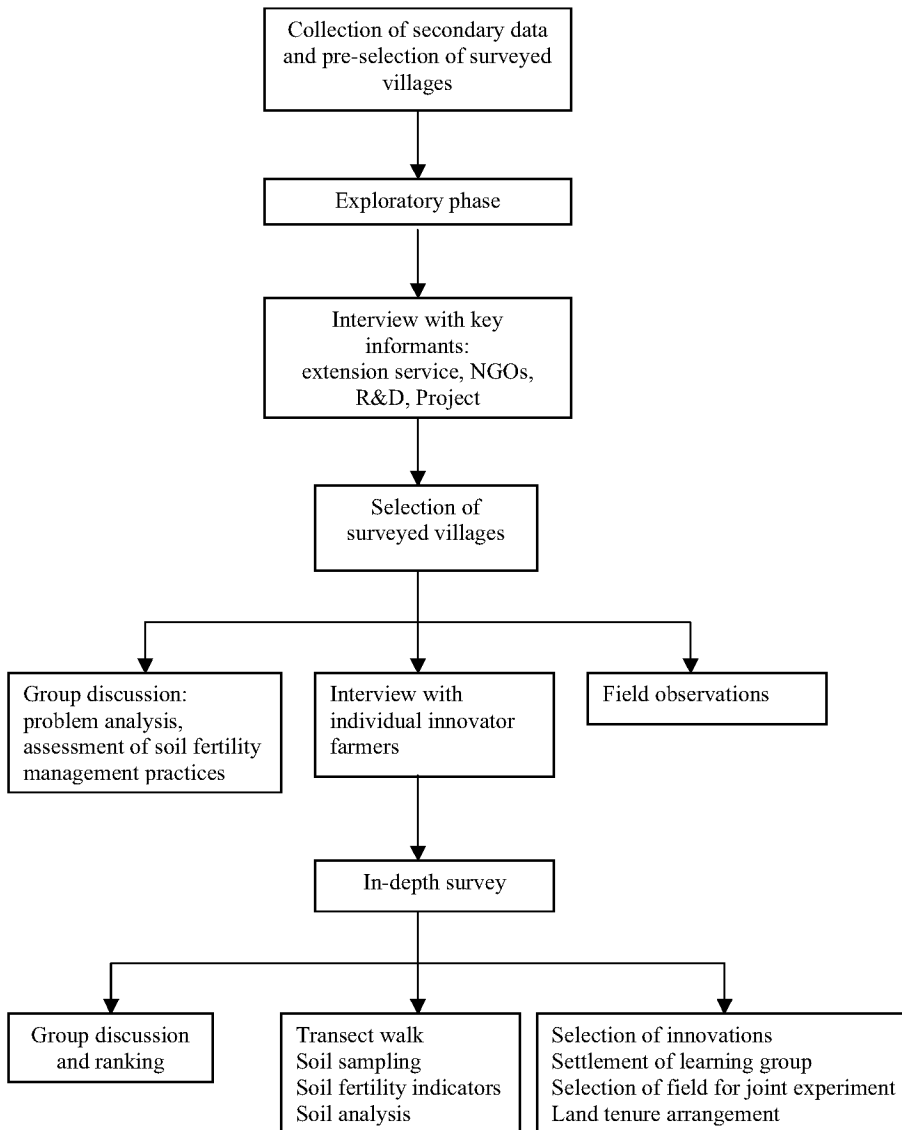 Collection of secondary data
and pre-selection of surveyed
villages
Exploratory phase
Interview with key
informants:
extension service, NGOs,
R&D, Project
Selection of
surveyed villages
Group discussion:
problem analysis,
assessment of soil fertility
management practices
Interview with
individual innovator
farmers
Field observations
In-depth survey
Group discussion
and ranking
Transect walk
Soil sampling
Soil fertility indicators
Soil analysis
Selection of innovations
Settlement of learning group
Selection of field for joint experiment
Land tenure arrangement